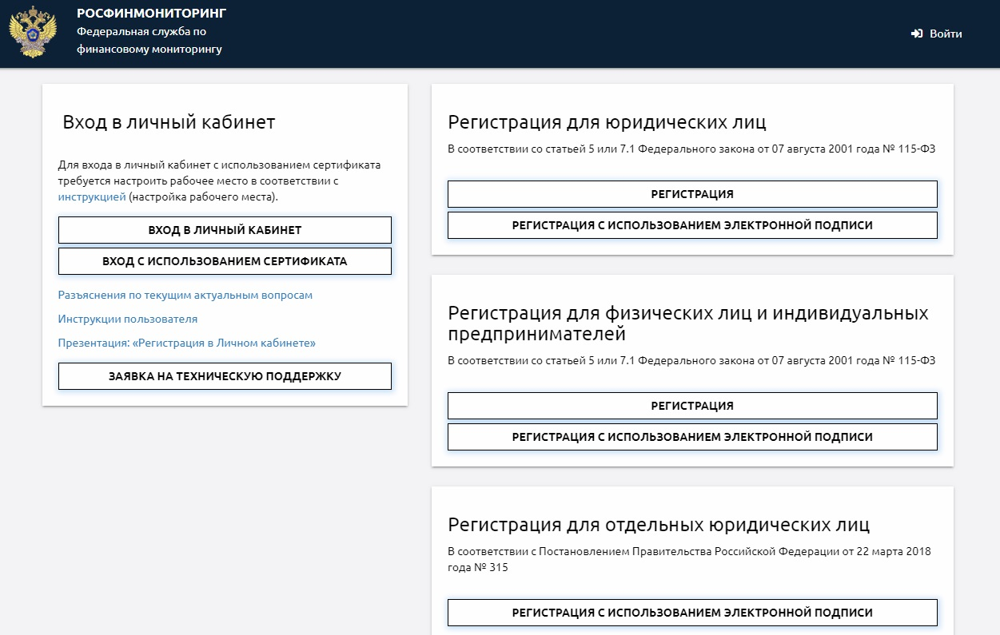 РОСФИНМОНИТОРИНГ
Федеральная служба по
финансовому мониторингу
Войти
Вход в личный кабинет
Для входа в личный кабинет с использованием сертификата
требуется настроить рабочее место в соответствии с
инструкцией (настройка рабочего места).
ВХОД В ЛИЧНЫЙ КАБИНЕТ
ВХОД С ИСПОЛЬЗОВАНИЕМ СЕРТИФИКАТА
Разъяснения по текущим актуальным вопросам
Инструкции пользователя
Презентация: «Регистрация в Личном кабинете»
ЗАЯВКА НА ТЕХНИЧЕСКУЮ ПОДДЕРЖКУ
Регистрация для юридических лиц
В соответствии со статьей 5 или 7.1 Федерального закона от 07 августа 2001 года № 115-ФЗ
РЕГИСТРАЦИЯ
РЕГИСТРАЦИЯ С ИСПОЛЬЗОВАНИЕМ ЭЛЕКТРОННОЙ ПОДПИСИ
Регистрация для физических лиц и индивидуальных
предпринимателей
В соответствии со статьей 5 или 7.1 Федерального закона от 07 августа 2001 года № 115-ФЗ
РЕГИСТРАЦИЯ
РЕГИСТРАЦИЯ С ИСПОЛЬЗОВАНИЕМ ЭЛЕКТРОННОЙ ПОДПИСИ
Регистрация для отдельных юридических лиц
В соответствии с Постановлением Правительства Российской Федерации от 22 марта 2018
года № 315
РЕГИСТРАЦИЯ С ИСПОЛЬЗОВАНИЕМ ЭЛЕКТРОННОЙ ПОДПИСИ